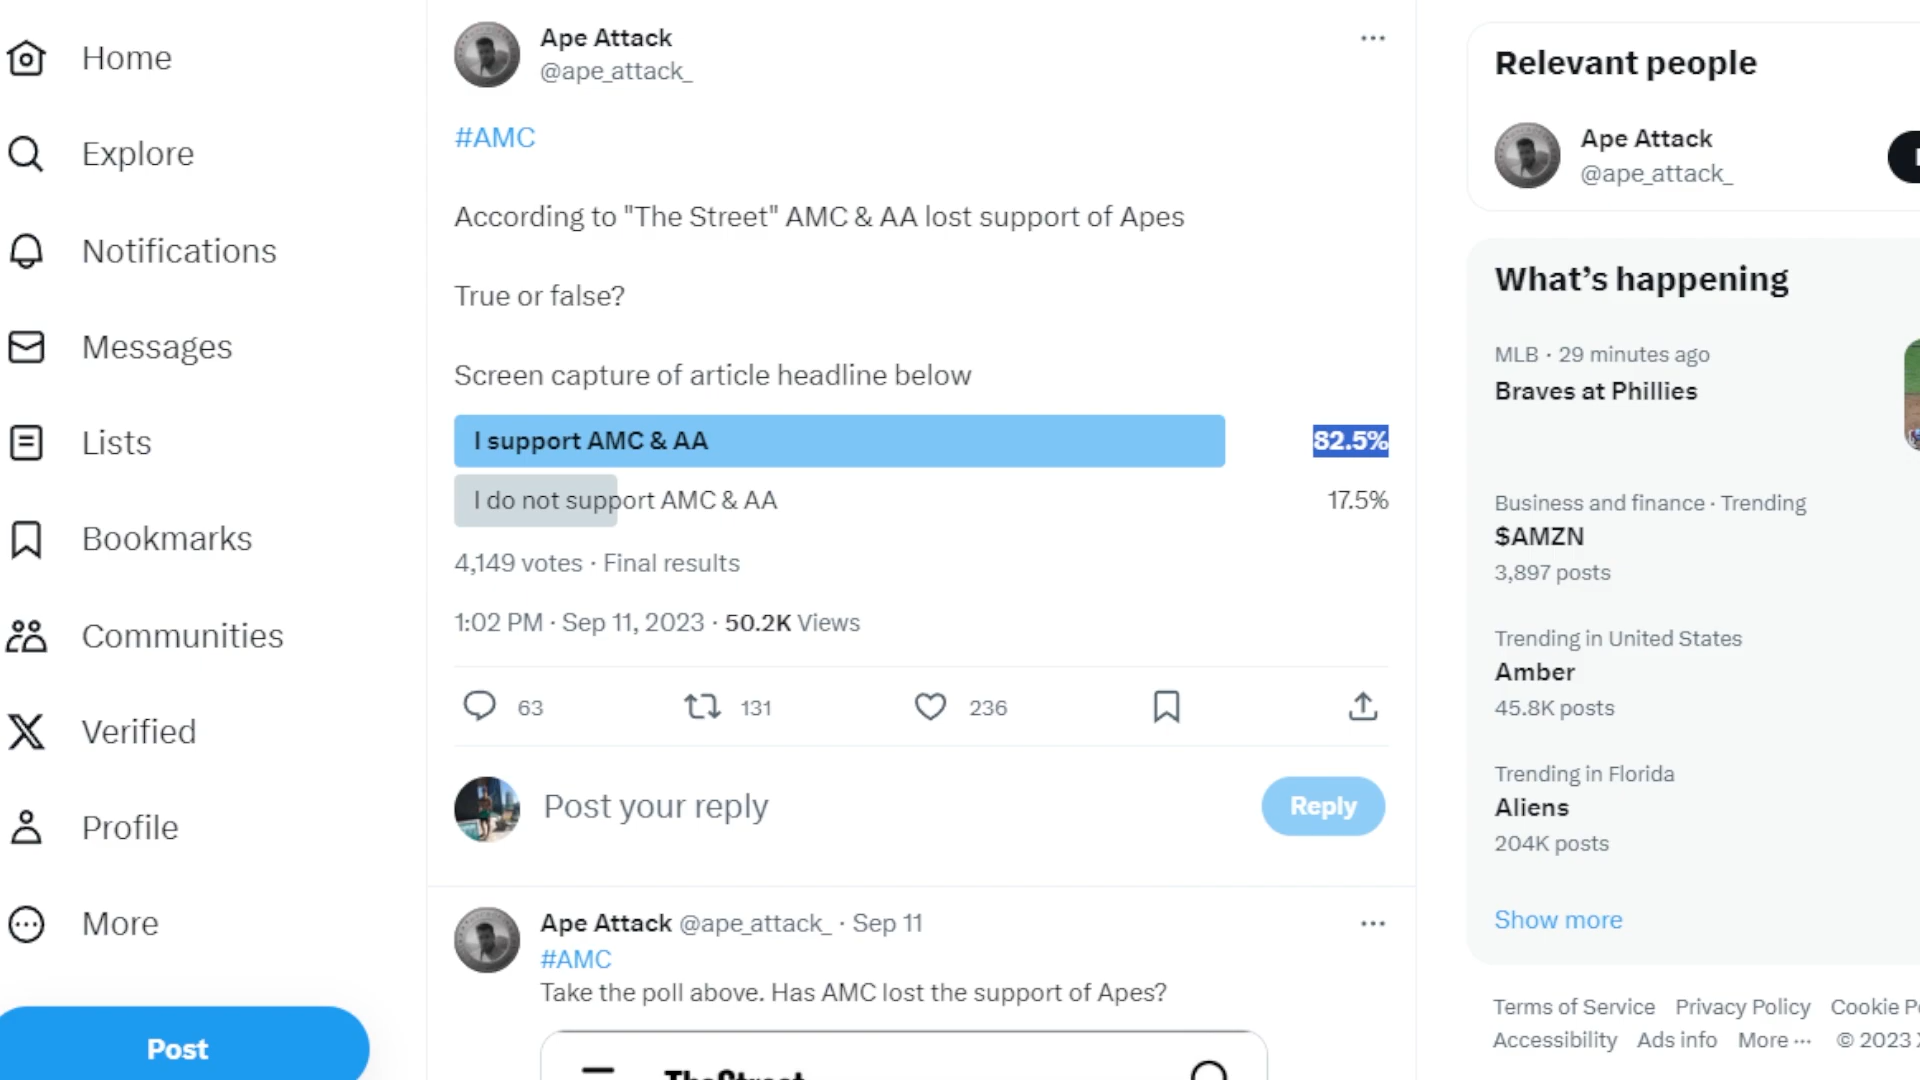 Home
Explore
Notifications
Messages
Lists
Bookmarks
Communities
Verified
Profile
More
Post
Ape Attack
@ape_attack_
#AMC
According to "The Street" AMC & AA lost support of Apes
True or false?
Screen capture of article headline below
I support AMC & AA 82.5%
I do not support AMC & AA 17.5%
4,149 votes · Final results
1:02 PM · Sep 11, 2023 · 50.2K Views
63 131 236
Post your reply
Reply
Ape Attack @ape_attack_ · Sep 11
#AMC
Take the poll above. Has AMC lost the support of Apes?
TheStreet
Relevant people
Ape Attack
@ape_attack_
What’s happening
MLB · 29 minutes ago
Braves at Phillies
Business and finance · Trending
$AMZN
3,897 posts
Trending in United States
Amber
45.8K posts
Trending in Florida
Aliens
204K posts
Show more
Terms of Service Privacy Policy Cookie
Accessibility Ads info More ··· © 2023